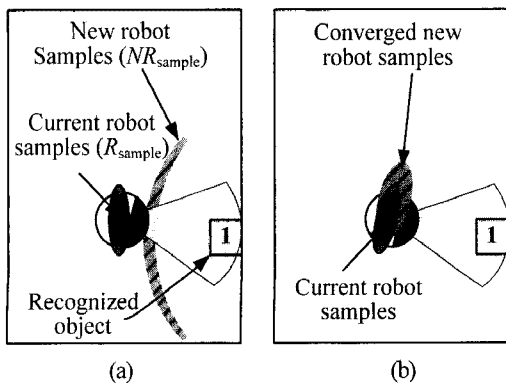 New robot
Samples (NRsample)
Current robot
samples (Rsample)
1
Recognized
object
(a)
Converged new
robot samples
1
Current robot
samples
(b)